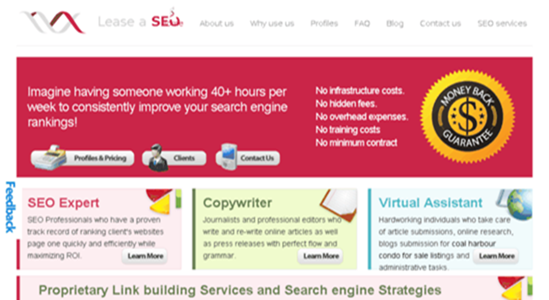 Lease a SEO
About us Why use us Profiles FAQ Blog Contact us SEO services
Imagine having someone working 40+ hours per
week to consistently improve your search engine
rankings!
No infrastructure costs.
No hidden fees.
No overhead expenses.
No training costs
No minimum contract
MONEY BACK
GUARANTEE
Profiles & Pricing
Clients
Contact Us
Feedback
SEO Expert
SEO Professionals who have a proven
track record of ranking client's websites
page one quickly and efficiently while
maximizing ROI.
Learn More
Copywriter
Journalists and professional editors who
write and re-write online articles as well
as press releases with perfect flow and
grammar.
Learn More
Virtual Assistant
Hardworking individuals who take care
of article submissions, online research,
blogs submission for coal harbour
condo for sale listings and
administrative tasks.
Learn More
Proprietary Link building Services and Search engine Strategies